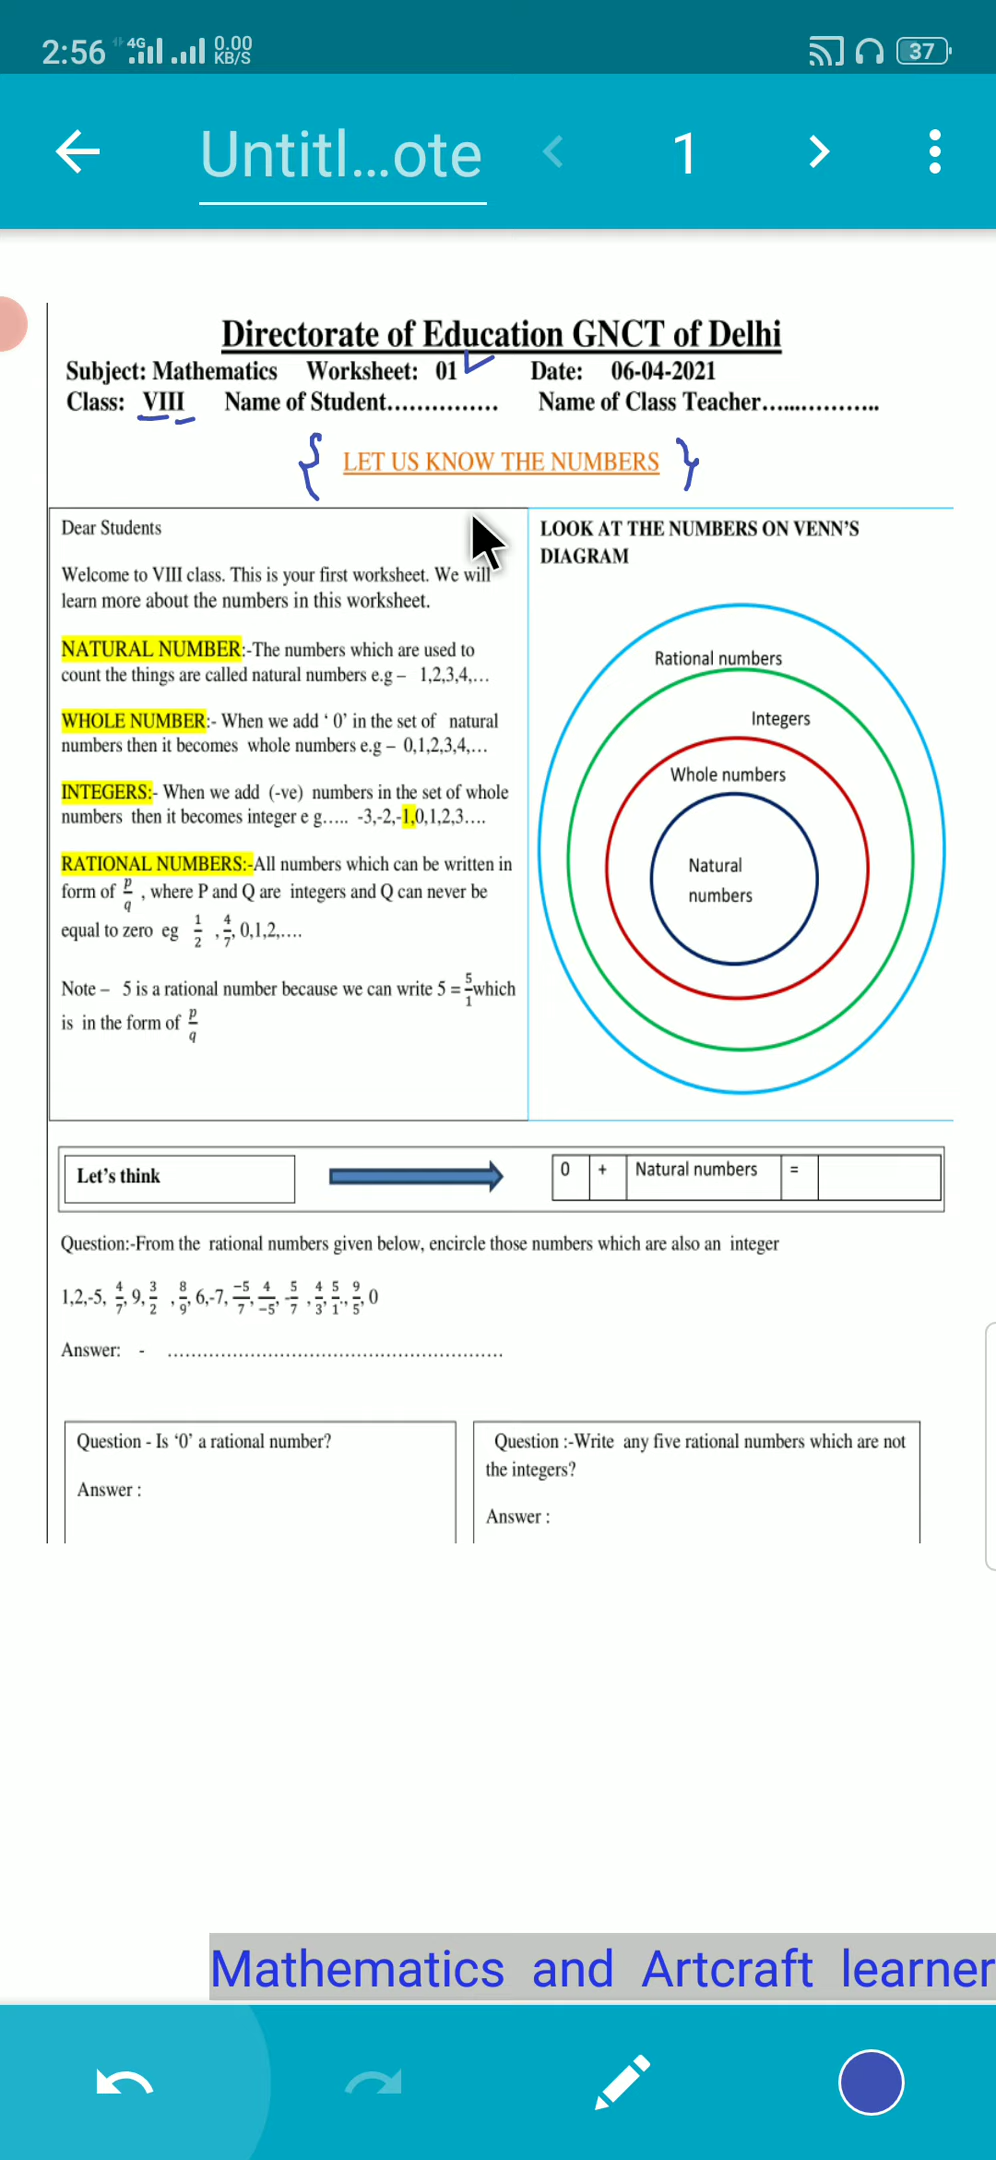 2:56 4G 0.00 KB/S 37
Untitl...ote 1
Directorate of Education GNCT of Delhi
Subject: Mathematics Worksheet: 01 Date: 06-04-2021
Class: VIII Name of Student............... Name of Class Teacher................
{ LET US KNOW THE NUMBERS }
Dear Students
Welcome to VIII class. This is your first worksheet. We will
learn more about the numbers in this worksheet.
NATURAL NUMBER:-The numbers which are used to
count the things are called natural numbers e.g – 1,2,3,4,…
WHOLE NUMBER:- When we add ‘ 0’ in the set of natural
numbers then it becomes whole numbers e.g – 0,1,2,3,4,…
INTEGERS:- When we add (-ve) numbers in the set of whole
numbers then it becomes integer e g….. -3,-2,-1,0,1,2,3….
RATIONAL NUMBERS:-All numbers which can be written in
form of p/q , where P and Q are integers and Q can never be
equal to zero eg 1/2 , 4/7, 0,1,2,….
Note – 5 is a rational number because we can write 5 = 5/1 which
is in the form of p/q
LOOK AT THE NUMBERS ON VENN’S
DIAGRAM
Rational numbers
Integers
Whole numbers
Natural
numbers
Let’s think 0 + Natural numbers =
Question:-From the rational numbers given below, encircle those numbers which are also an integer
1,2,-5, 4/7, 9, 3/2 , 8/9, 6,-7, -5/7, 4/-5, -5/7 , 4/3, 5/1., 9/5, 0
Answer: - ........................................................
Question - Is ‘0’ a rational number?
Answer :
Question :-Write any five rational numbers which are not
the integers?
Answer :
Mathematics and Artcraft learner